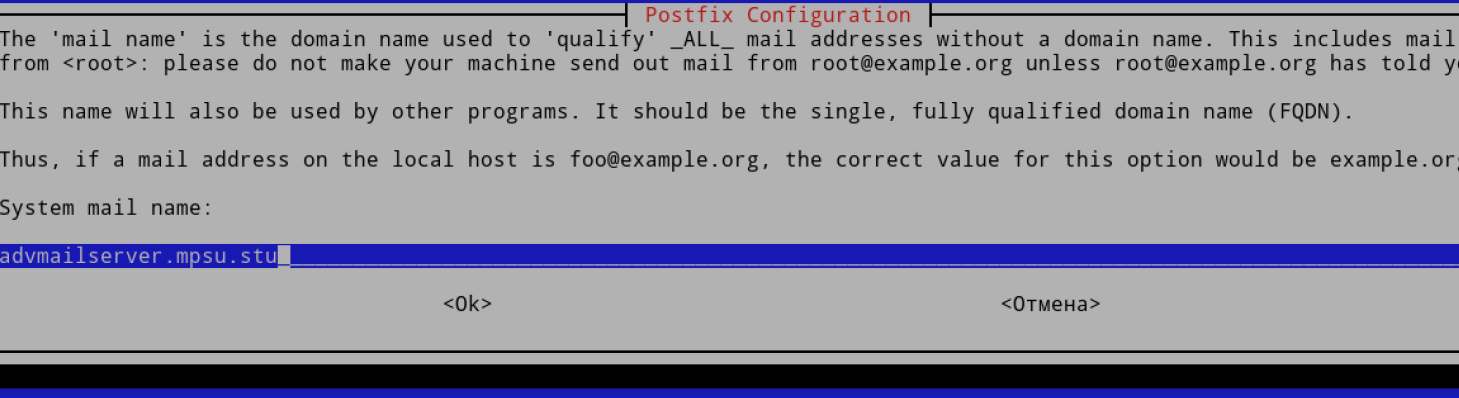 Postfix Configuration
The 'mail name' is the domain name used to 'qualify' _ALL_ mail addresses without a domain name. This includes mail
from <root>: please do not make your machine send out mail from root@example.org unless root@example.org has told
This name will also be used by other programs. It should be the single, fully qualified domain name (FQDN).
Thus, if a mail address on the local host is foo@example.org, the correct value for this option would be
System mail name:
advmailserver.mpsu.stu
<Ok> <Отмена>